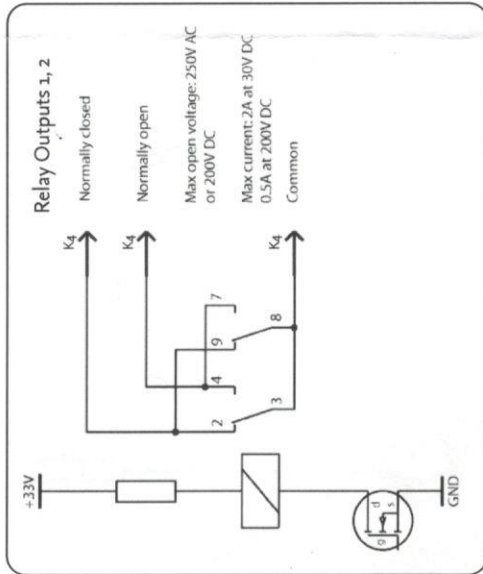 Relay Outputs 1, 2
+33V
K4
Normally closed
K4
Normally open
Max open voltage: 250V AC
or 200V DC
Max current: 2A at 30V DC
0.5A at 200V DC
K4
Common
2
4
9
7
3
8
g
d
s
GND